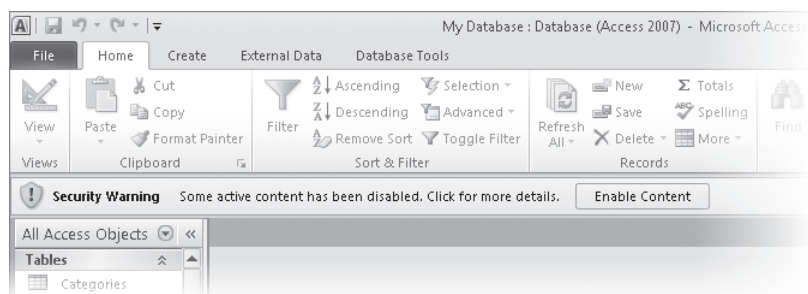 My Database : Database (Access 2007) - Microsoft Access
File Home Create External Data Database Tools
View
Views
Paste
Cut
Copy
Format Painter
Clipboard
Filter
Ascending
Descending
Remove Sort
Selection
Advanced
Toggle Filter
Sort & Filter
Refresh
All
New
Save
Delete
Totals
Spelling
More
Records
Find
Security Warning Some active content has been disabled. Click for more details. Enable Content
All Access Objects
Tables
Categories